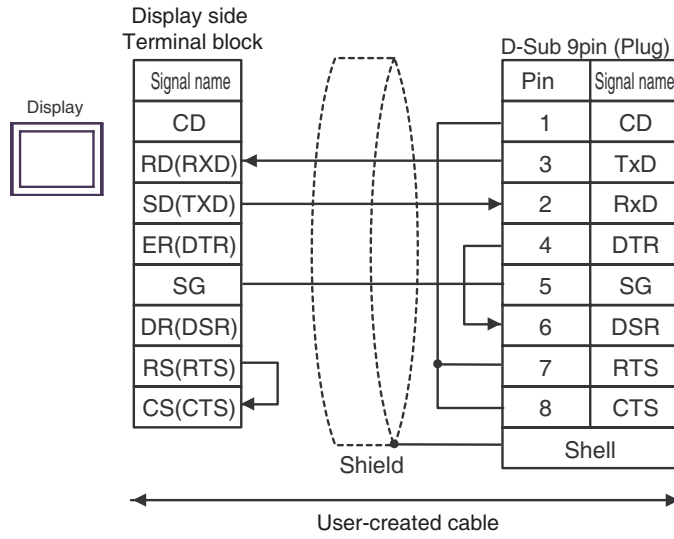 Display side
Terminal block
D-Sub 9pin (Plug)
Display
Signal name
Pin Signal name
CD
1 CD
RD(RXD)
3 TxD
SD(TXD)
2 RxD
ER(DTR)
4 DTR
SG
5 SG
DR(DSR)
6 DSR
RS(RTS)
7 RTS
CS(CTS)
8 CTS
Shell
Shield
User-created cable